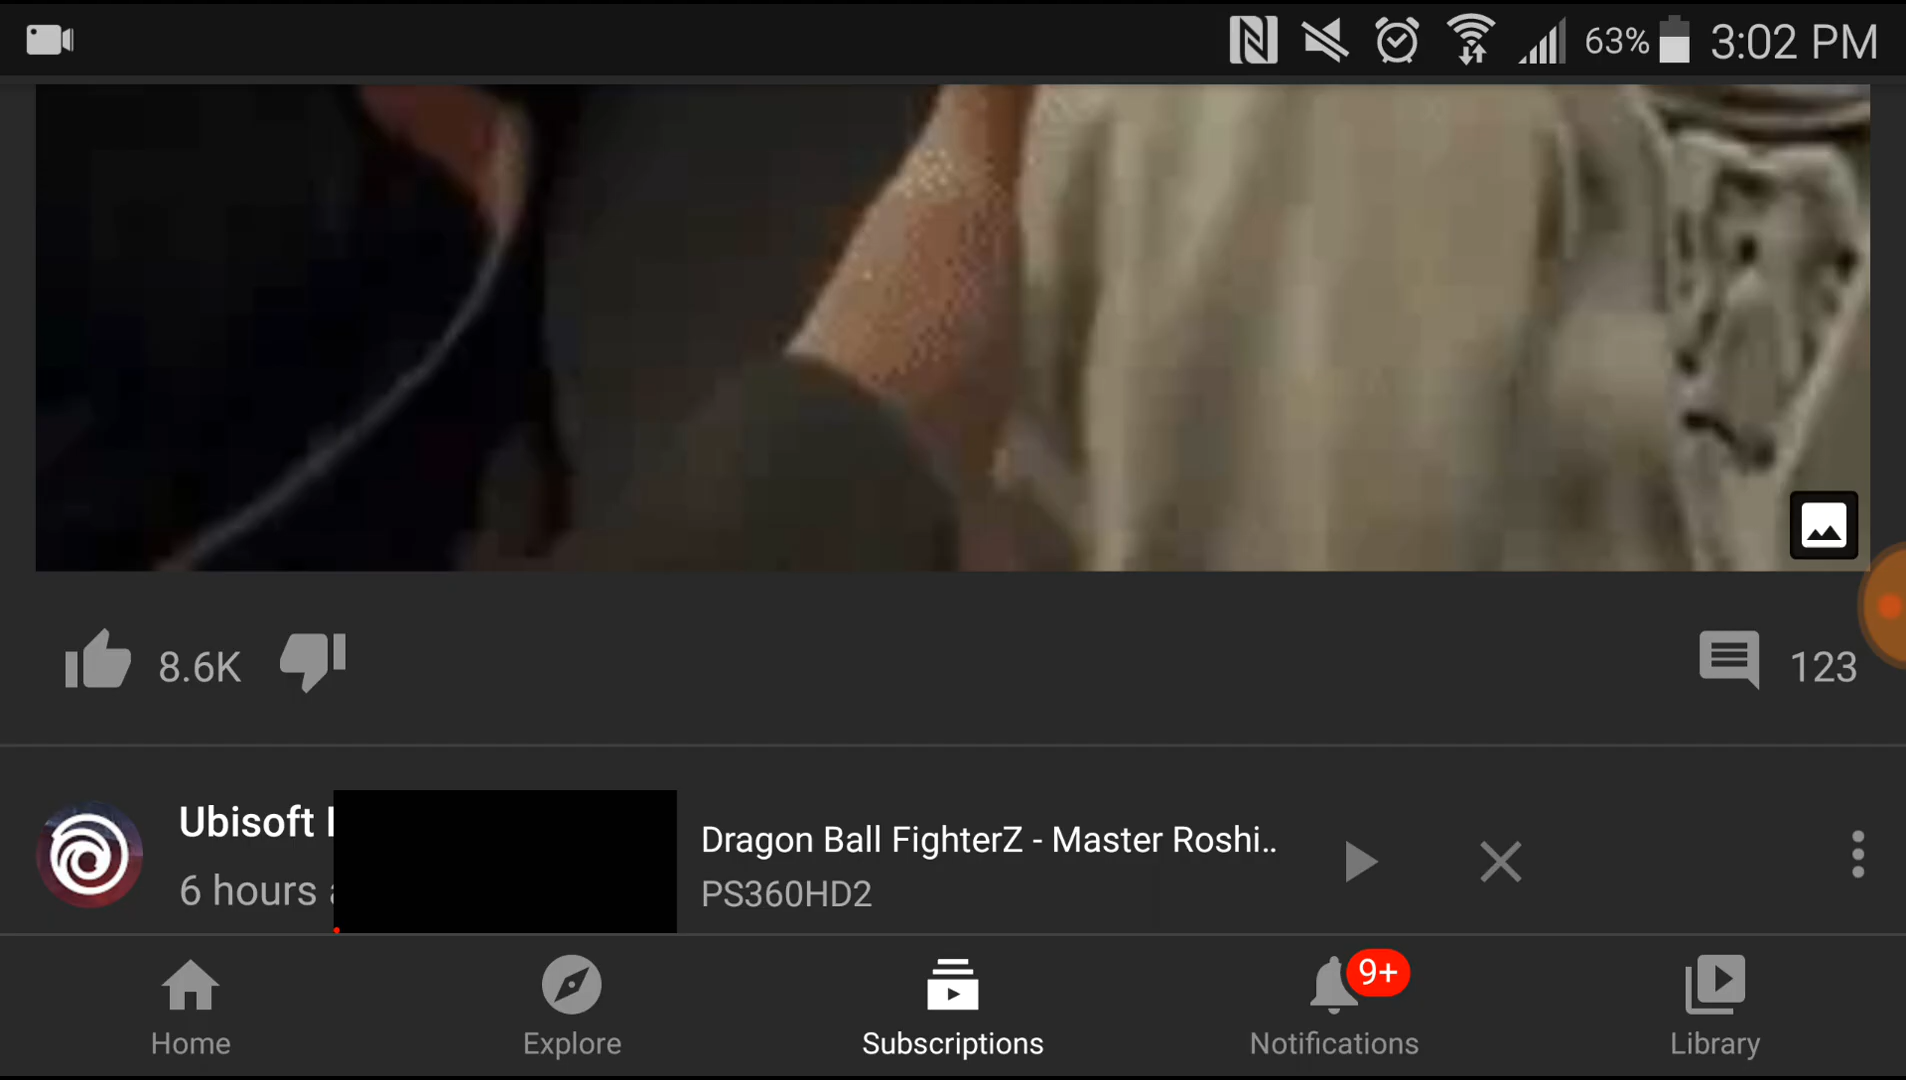 63% 3:02 PM
8.6K
123
Ubisoft
6 hours
Dragon Ball FighterZ - Master Roshi..
PS360HD2
9+
Home
Explore
Subscriptions
Notifications
Library